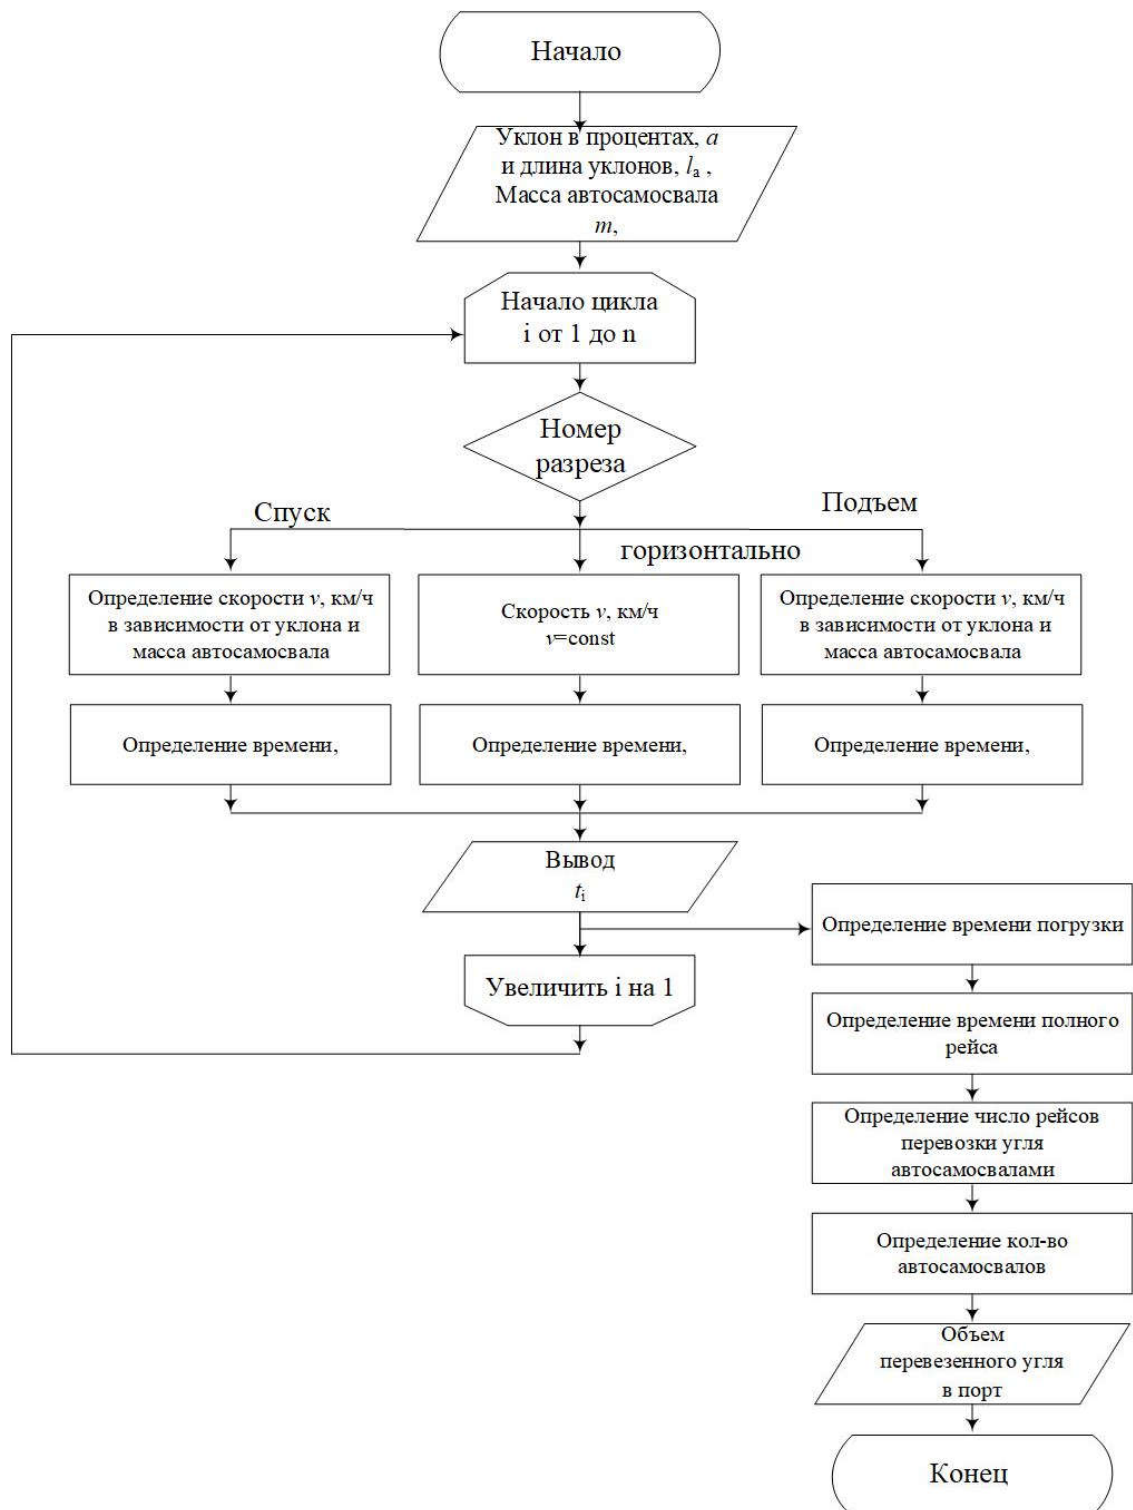 Начало
Уклон в процентах, a
и длина уклонов, lа ,
Масса автосамосвала
m,
Начало цикла
i от 1 до n
Номер
разреза
Спуск
Подъем
горизонтально
Определение скорости v, км/ч
в зависимости от уклона и
масса автосамосвала
Скорость v, км/ч
v=const
Определение скорости v, км/ч
в зависимости от уклона и
масса автосамосвала
Определение времени,
Определение времени,
Определение времени,
Вывод
ti
Увеличить i на 1
Определение времени погрузки
Определение времени полного
рейса
Определение число рейсов
перевозки угля
автосамосвалами
Определение кол-во
автосамосвалов
Объем
перевезенного угля
в порт
Конец